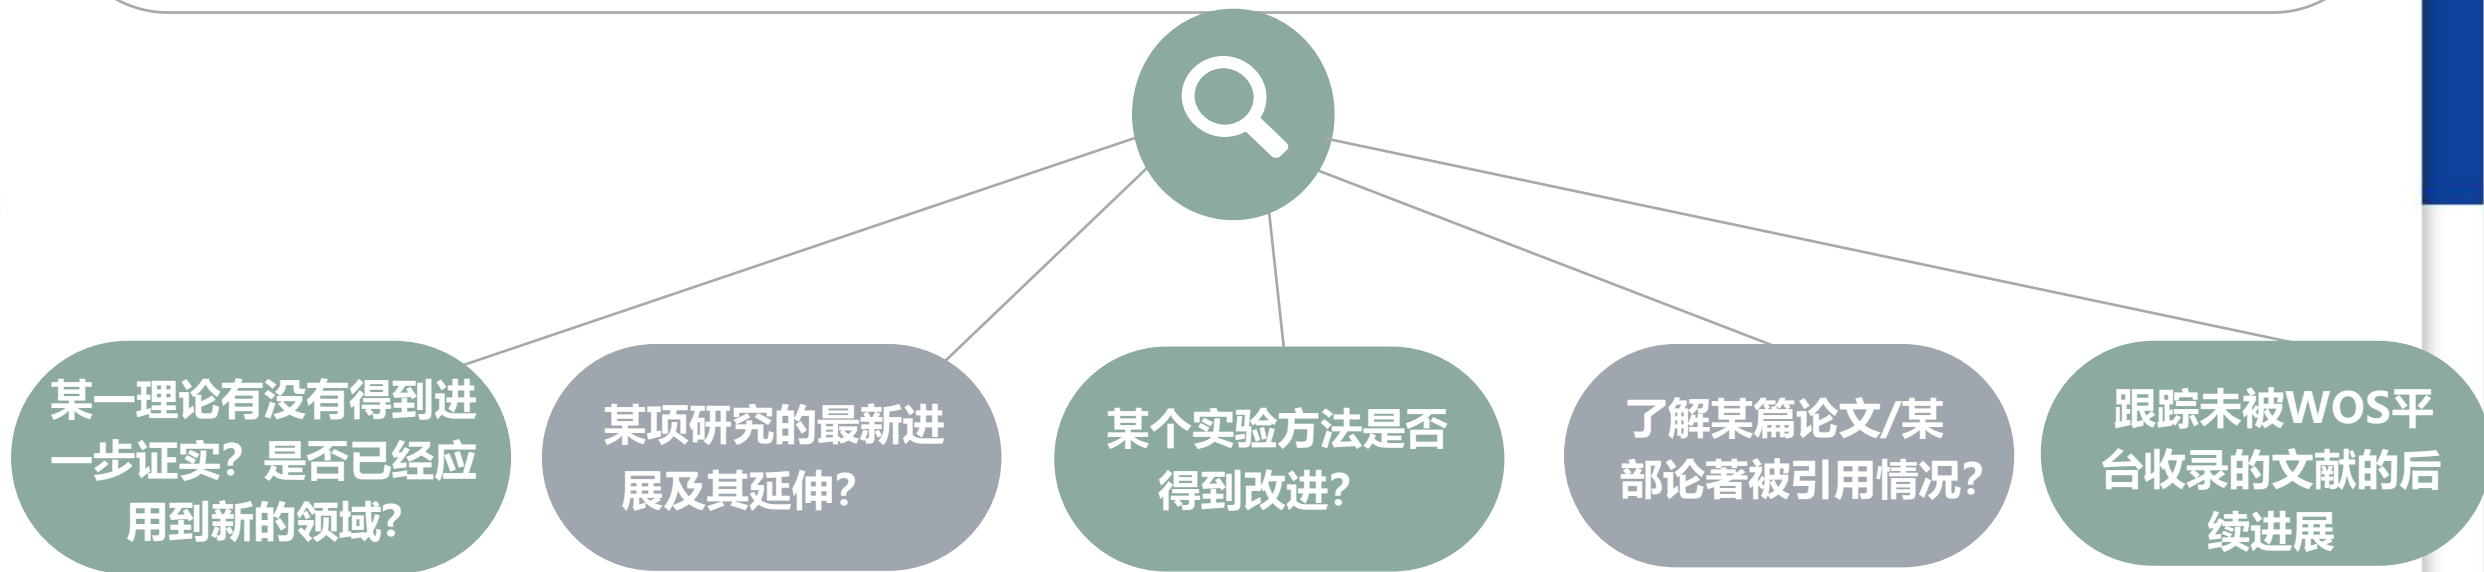 某一理论有没有得到进
一步证实？是否已经应
用到新的领域？
某项研究的最新进
展及其延伸？
某个实验方法是否
得到改进？
了解某篇论文/某
部论著被引用情况？
跟踪未被WOS平
台收录的文献的后
续进展